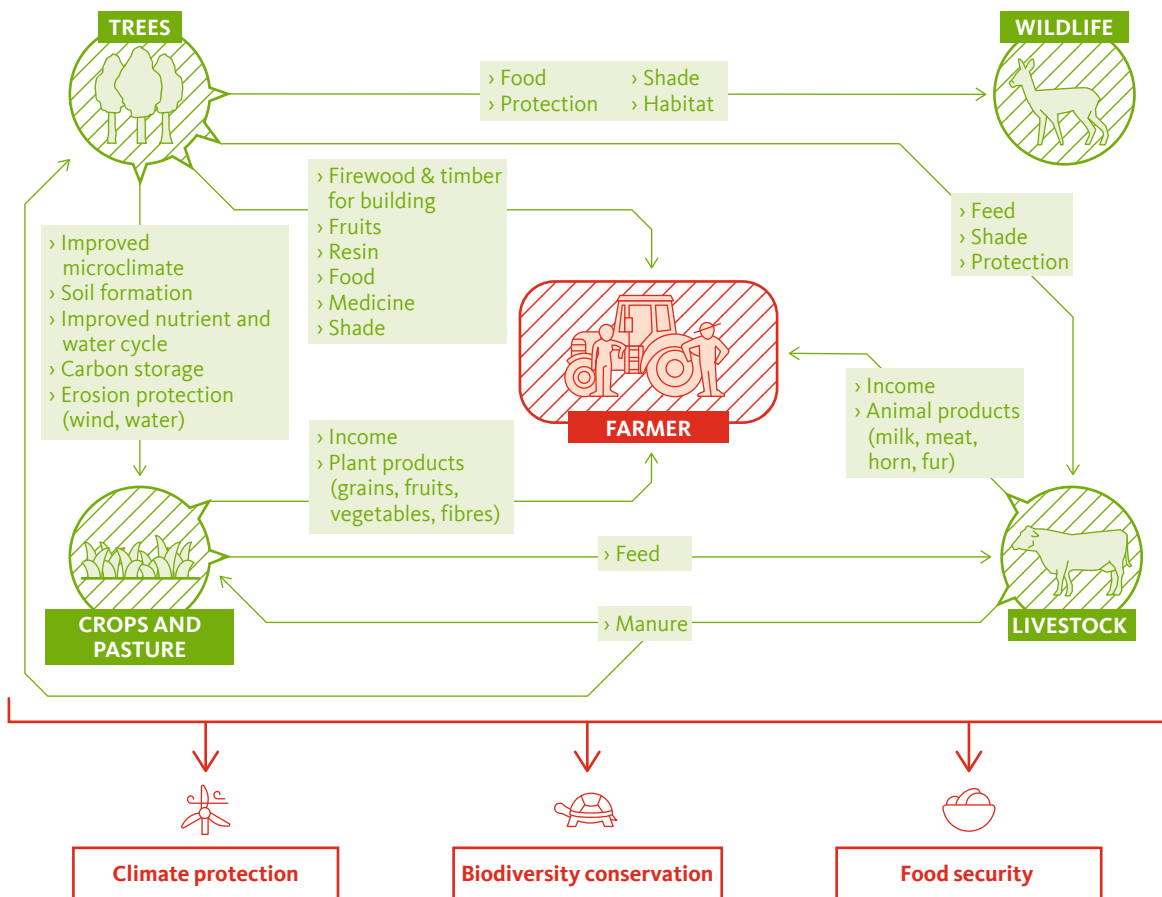 TREES
WILDLIFE
› Food
› Protection
› Shade
› Habitat
› Firewood & timber
for building
› Fruits
› Resin
› Food
› Medicine
› Shade
› Feed
› Shade
› Protection
› Improved
microclimate
› Soil formation
› Improved nutrient and
water cycle
› Carbon storage
› Erosion protection
(wind, water)
FARMER
› Income
› Animal products
(milk, meat,
horn, fur)
› Income
› Plant products
(grains, fruits,
vegetables, fibres)
› Feed
› Manure
CROPS AND
PASTURE
LIVESTOCK
Climate protection
Biodiversity conservation
Food security